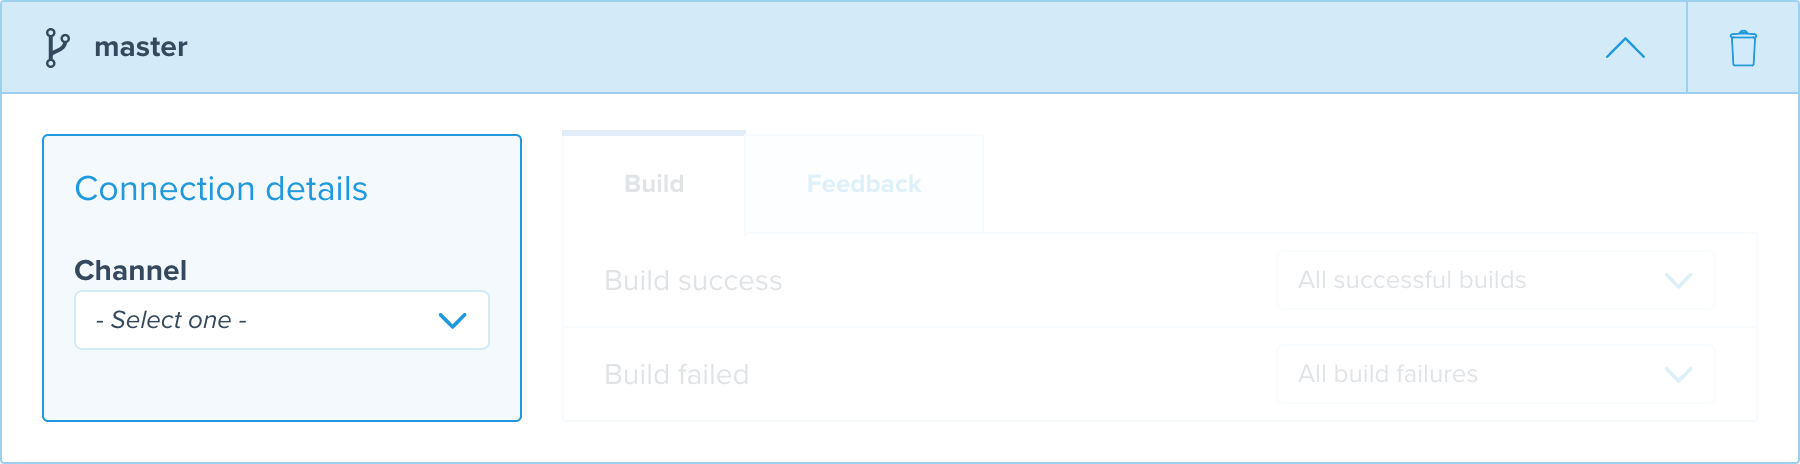 master
Connection details
Channel
- Select one -
Build
Feedback
Build success
All successful builds
Build failed
All build failures